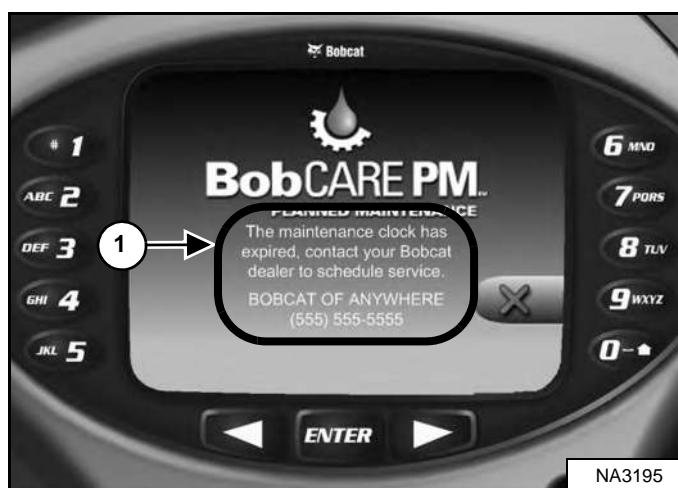 Bobcat
BobCARE PM™
PLANNED MAINTENANCE
The maintenance clock has
expired, contact your Bobcat
dealer to schedule service.
BOBCAT OF ANYWHERE
(555) 555-5555
# 1
ABC 2
DEF 3
GHI 4
JKL 5
1
6 MNO
7 PQRS
8 TUV
9 WXYZ
0 -
ENTER
NA3195